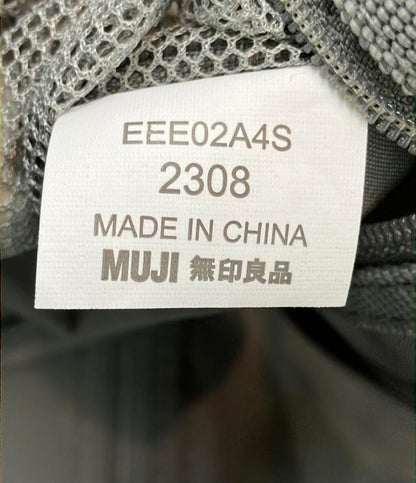 EEE02A4S
2308
MADE IN CHINA
MUJI 無印良品